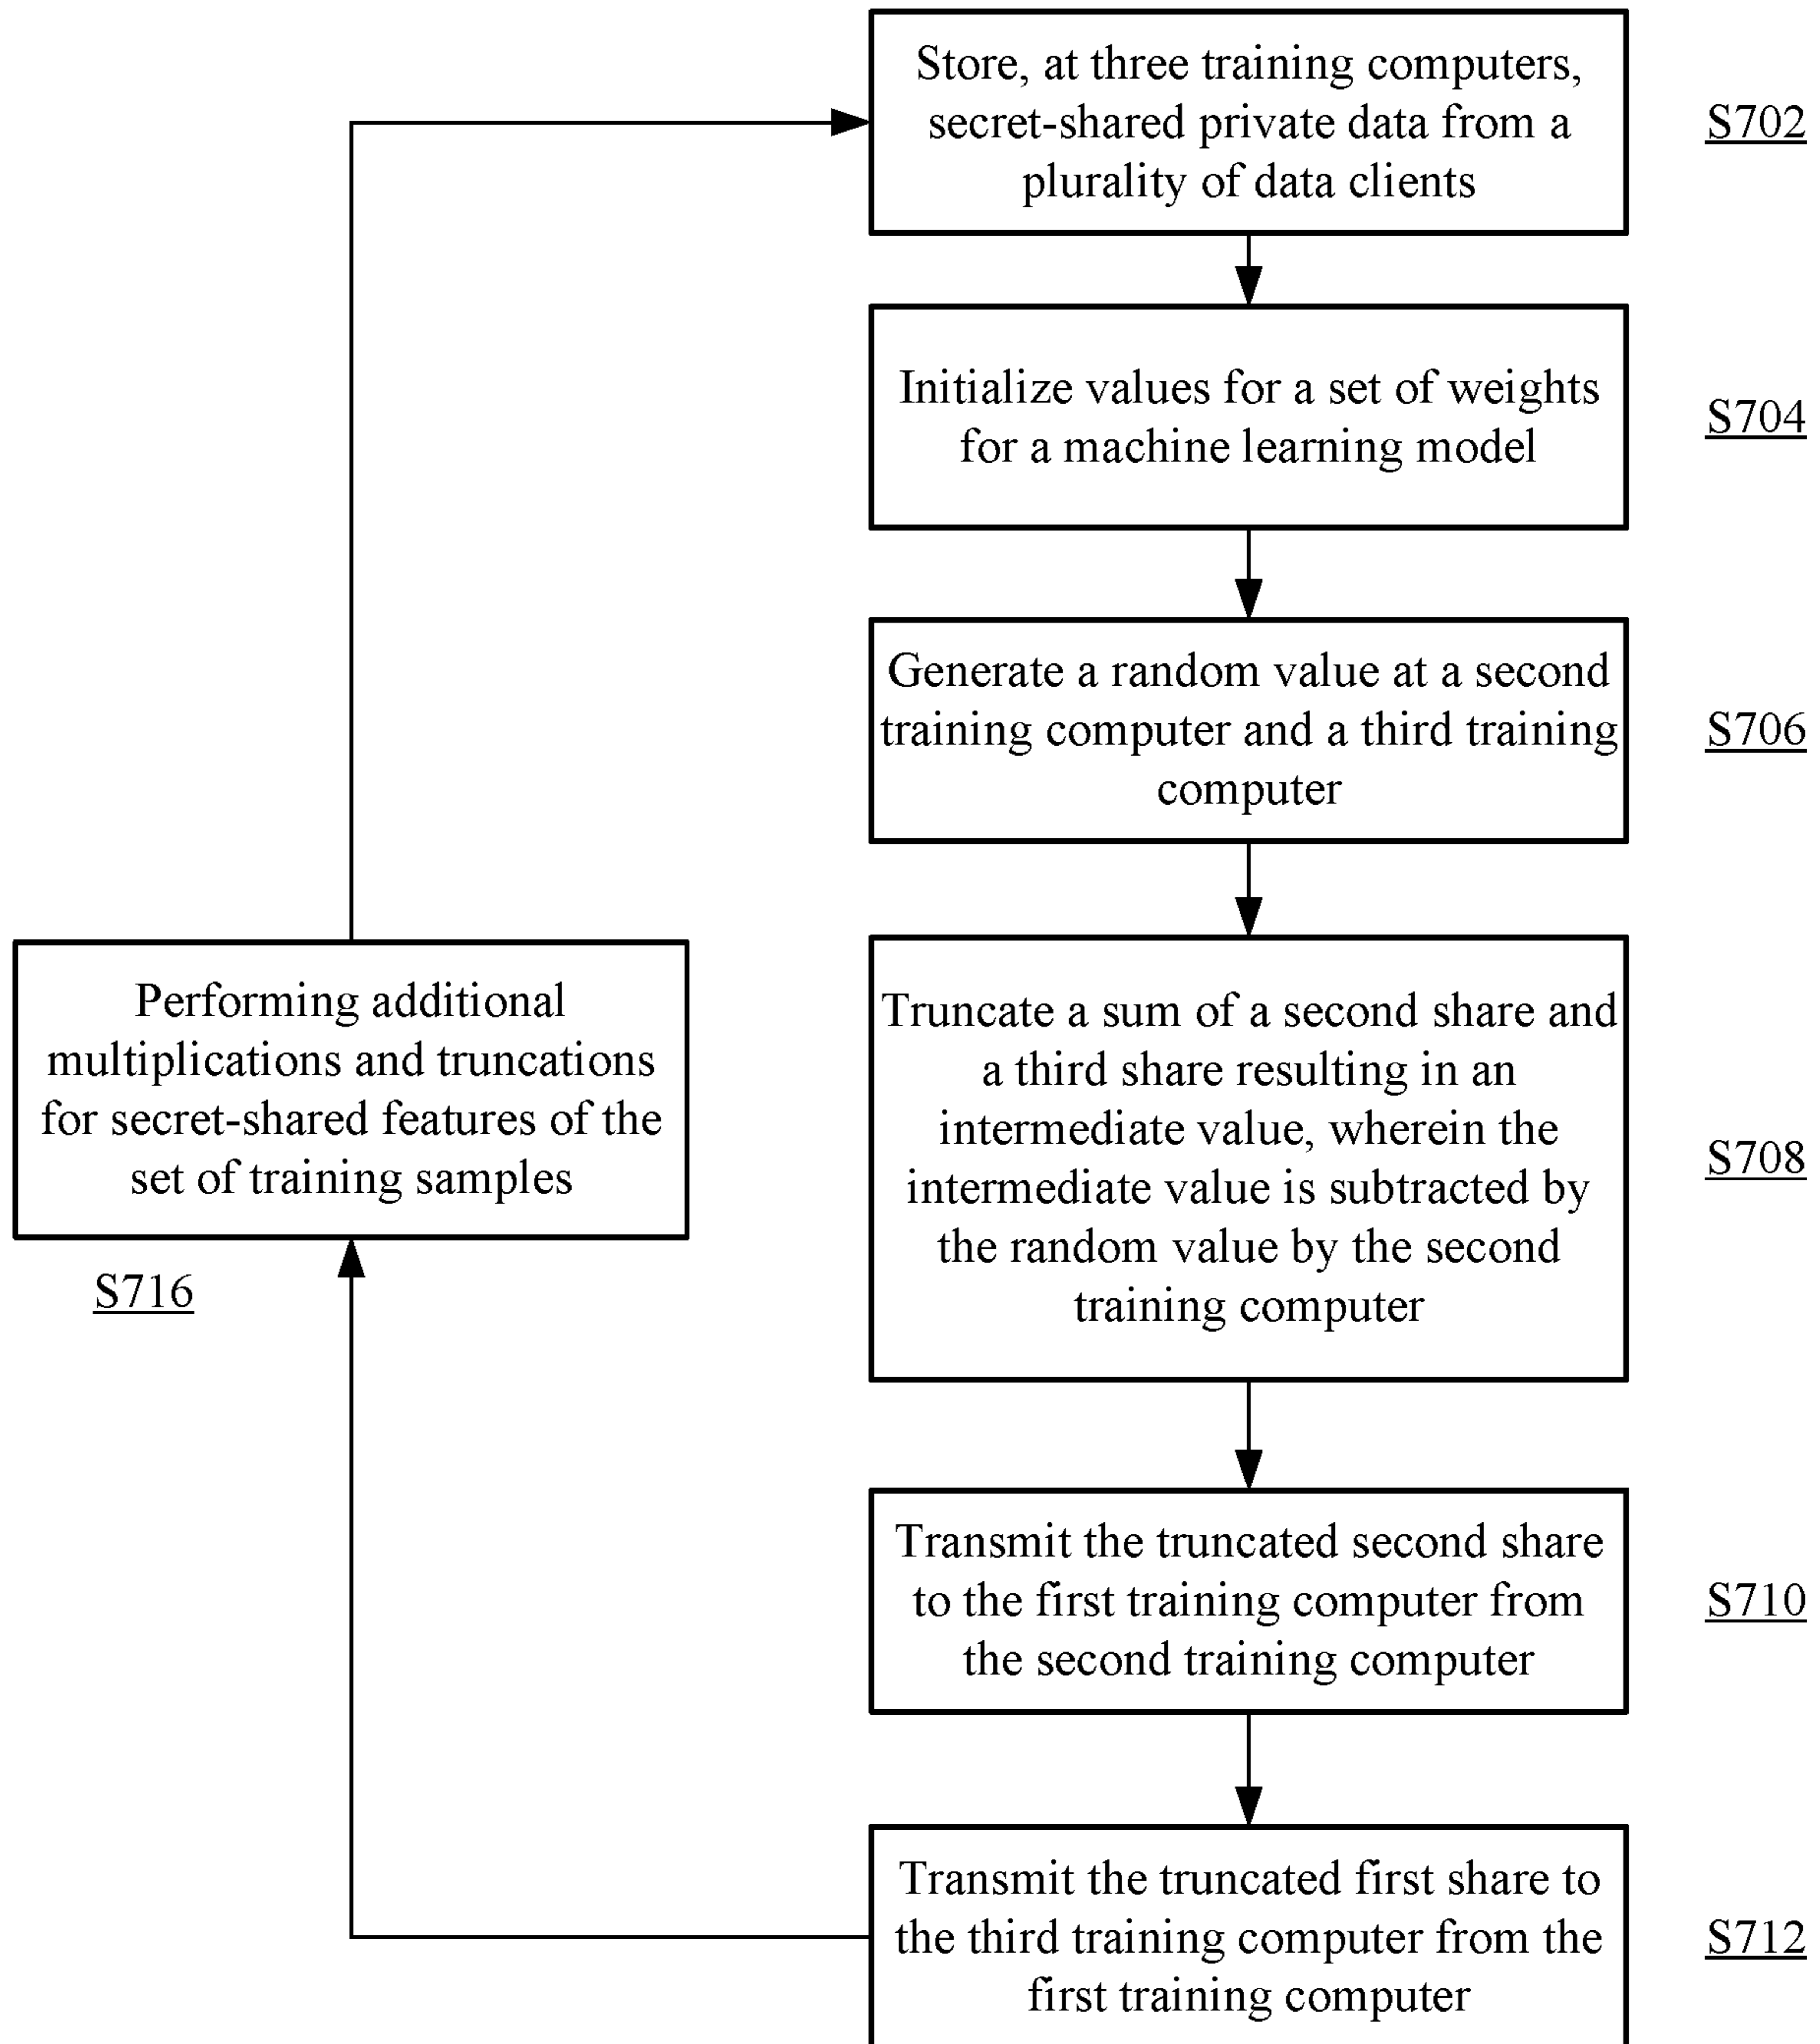 Store, at three training computers,
secret-shared private data from a
plurality of data clients
S702
Initialize values for a set of weights
for a machine learning model
S704
Generate a random value at a second
training computer and a third training
computer
S706
Truncate a sum of a second share and
a third share resulting in an
intermediate value, wherein the
intermediate value is subtracted by
the random value by the second
training computer
S708
Transmit the truncated second share
to the first training computer from
the second training computer
S710
Transmit the truncated first share to
the third training computer from the
first training computer
S712
Performing additional
multiplications and truncations
for secret-shared features of the
set of training samples
S716